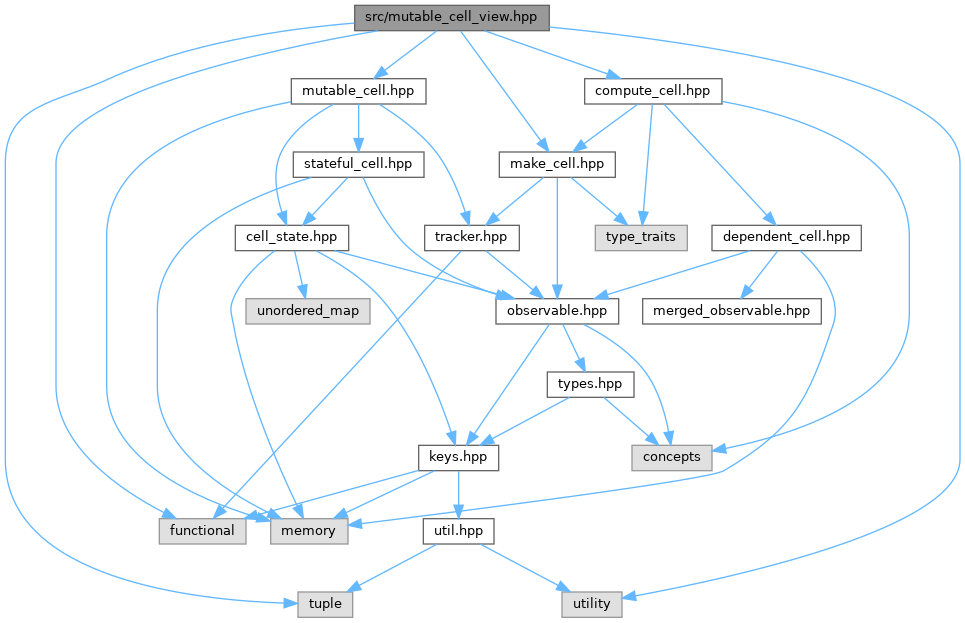 src/mutable_cell_view.hpp
mutable_cell.hpp
compute_cell.hpp
stateful_cell.hpp
make_cell.hpp
cell_state.hpp
tracker.hpp
type_traits
dependent_cell.hpp
unordered_map
observable.hpp
merged_observable.hpp
types.hpp
keys.hpp
concepts
functional
memory
util.hpp
tuple
utility